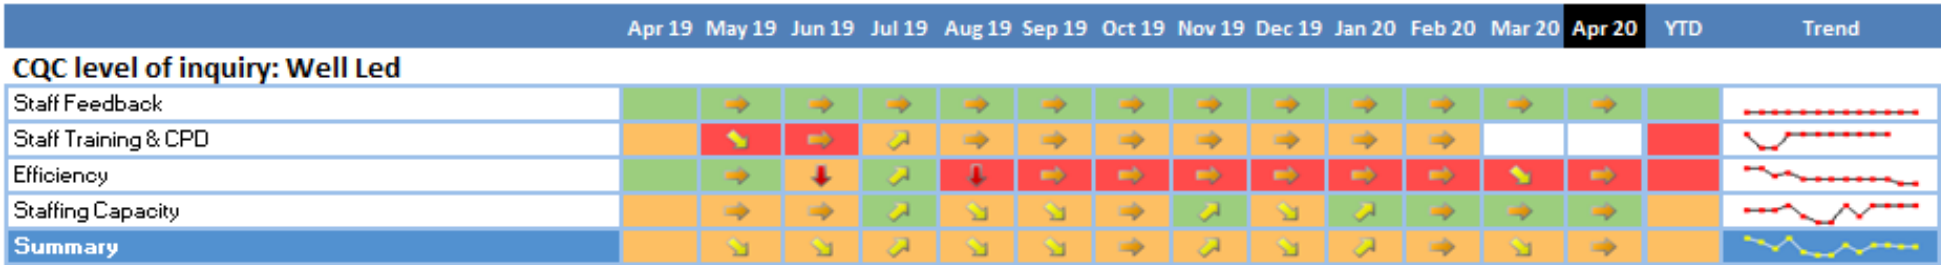 Apr 19 May 19 Jun 19 Jul 19 Aug 19 Sep 19 Oct 19 Nov 19 Dec 19 Jan 20 Feb 20 Mar 20 Apr 20 YTD Trend
CQC level of inquiry: Well Led
Staff Feedback
Staff Training & CPD
Efficiency
Staffing Capacity
Summary